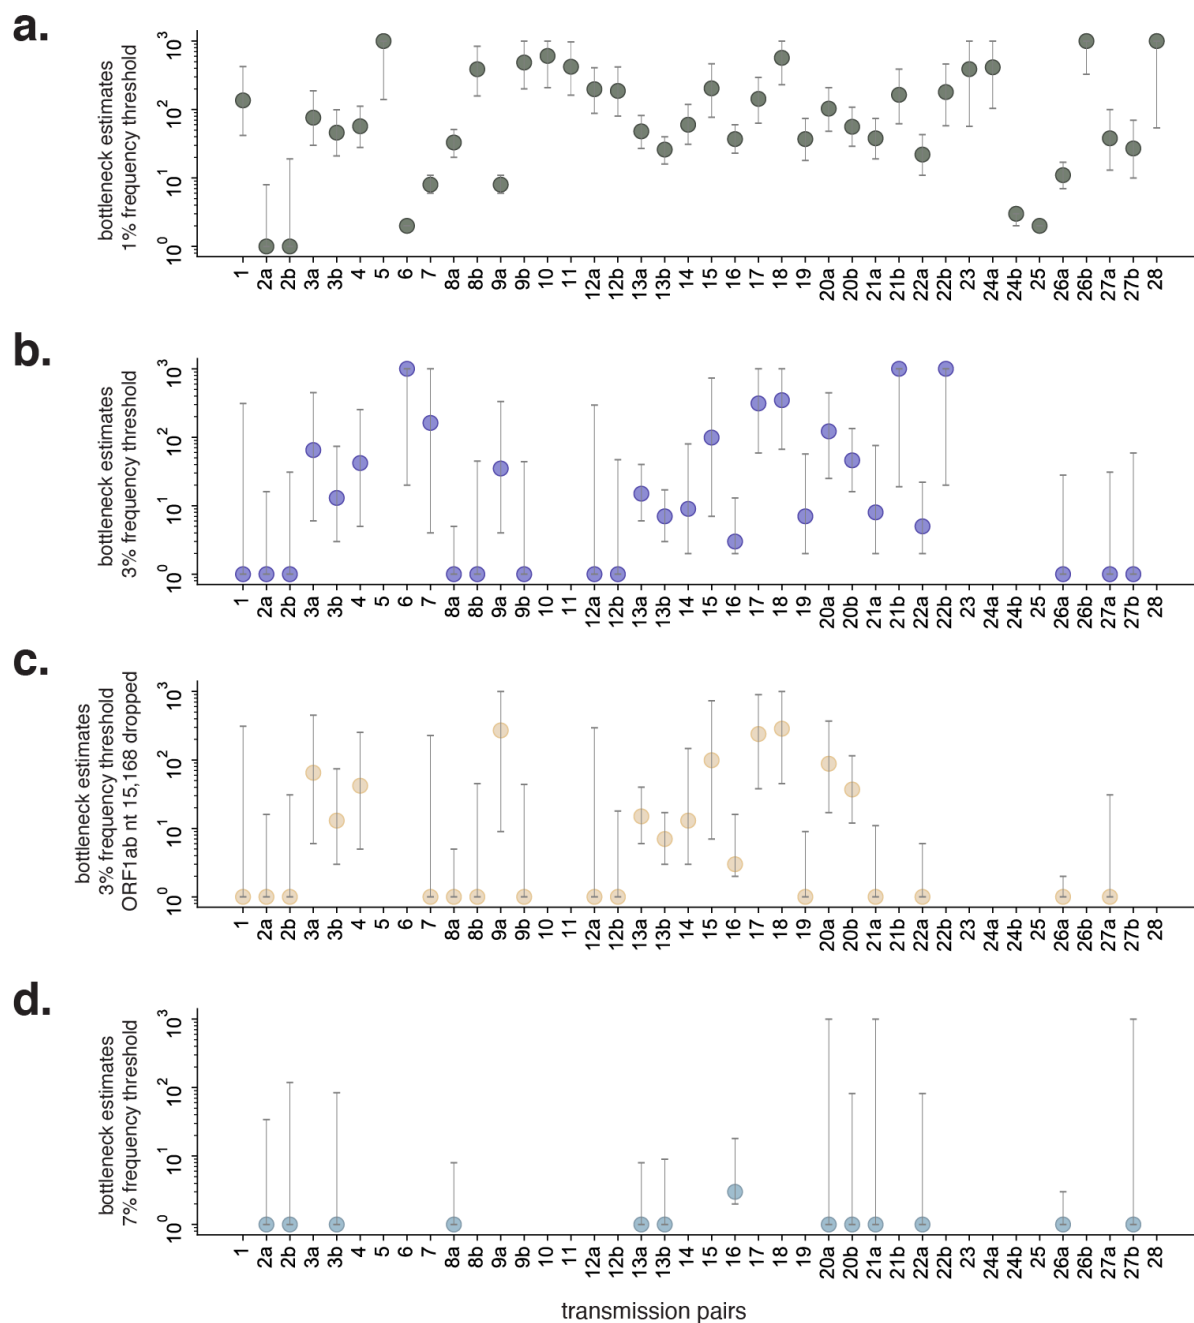 a.
bottleneck estimates
1% frequency threshold
10^3
10^2
10^1
10^0
1 2a 2b 3a 3b 4 5 6 7 8a 8b 9a 9b 10 11 12a 12b 13a 13b 14 15 16 17 18 19 20a 20b 21a 21b 22a 22b 23 24a 24b 25 26a 26b 27a 27b 28
b.
bottleneck estimates
3% frequency threshold
10^3
10^2
10^1
10^0
1 2a 2b 3a 3b 4 5 6 7 8a 8b 9a 9b 10 11 12a 12b 13a 13b 14 15 16 17 18 19 20a 20b 21a 21b 22a 22b 23 24a 24b 25 26a 26b 27a 27b 28
c.
bottleneck estimates
3% frequency threshold
ORF1ab nt 15,168 dropped
10^3
10^2
10^1
10^0
1 2a 2b 3a 3b 4 5 6 7 8a 8b 9a 9b 10 11 12a 12b 13a 13b 14 15 16 17 18 19 20a 20b 21a 21b 22a 22b 23 24a 24b 25 26a 26b 27a 27b 28
d.
bottleneck estimates
7% frequency threshold
10^3
10^2
10^1
10^0
1 2a 2b 3a 3b 4 5 6 7 8a 8b 9a 9b 10 11 12a 12b 13a 13b 14 15 16 17 18 19 20a 20b 21a 21b 22a 22b 23 24a 24b 25 26a 26b 27a 27b 28
transmission pairs